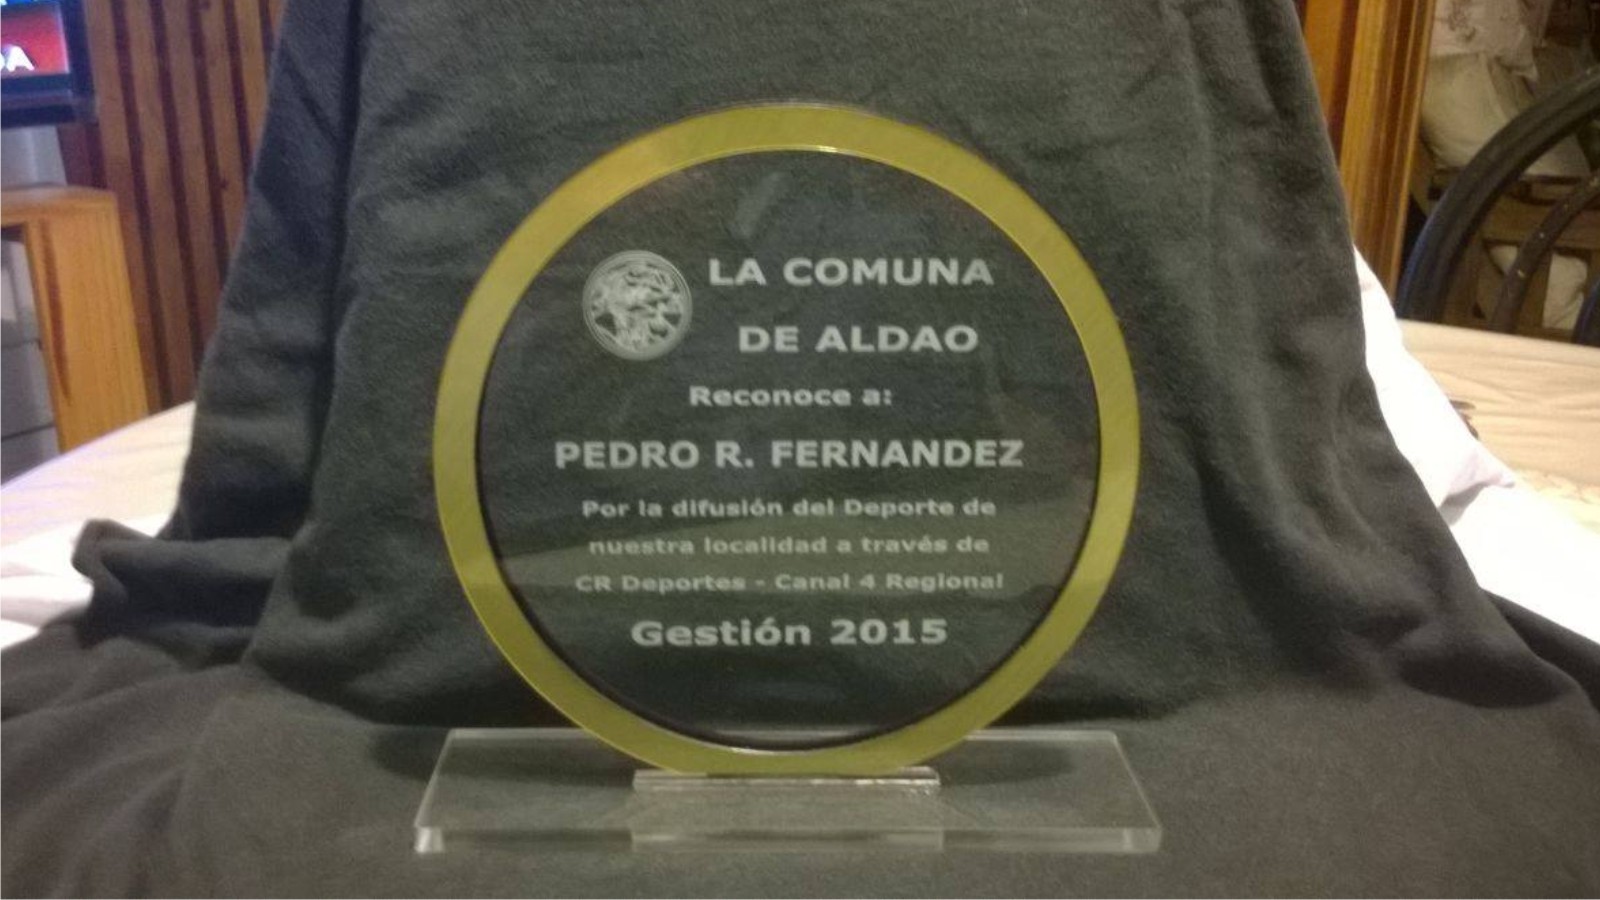 LA COMUNA
DE ALDAO
Reconoce a:
PEDRO R. FERNANDEZ
Por la difusión del Deporte de
nuestra localidad a través de
CR Deportes - Canal 4 Regional
Gestión 2015